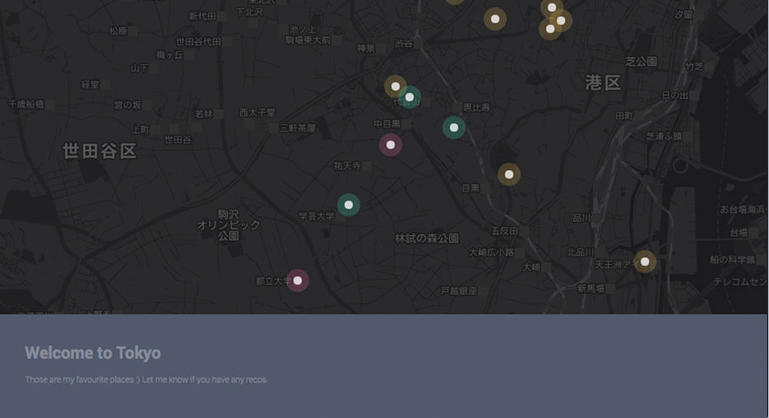 下北沢
汐留
新代田
松原
池ノ上
世田谷代田
駒場東大前
神泉
渋谷
梅ヶ丘
芝公園
山下
竹芝
港区
経堂
日の出
千歳船橋
宮の坂
恵比寿
若林
西太子堂
田町
中目黒
上町
三軒茶屋
芝浦ふ頭
世田谷
世田谷区
祐天寺
目黒
駒沢
オリンピック
公園
学芸大学
お台場海浜
品川
五反田
台場
林試の森公園
大崎広小路
北品川
船の科学館
大崎
天王洲ア
都立大学
テレコムセン
戸越銀座
新馬場
Welcome to Tokyo
Those are my favourite places :) Let me know if you have any recos.